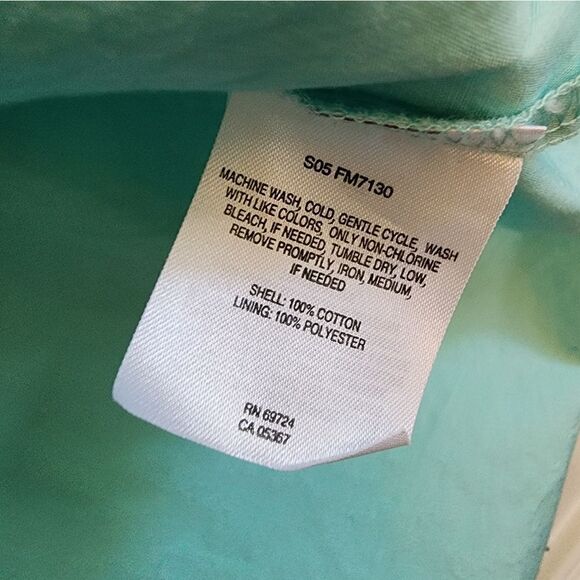 S05 FM7130
MACHINE WASH, COLD, GENTLE CYCLE, WASH
WITH LIKE COLORS, ONLY NON-CHLORINE
BLEACH, IF NEEDED, TUMBLE DRY, LOW,
REMOVE PROMPTLY, IRON, MEDIUM,
IF NEEDED
SHELL: 100% COTTON
LINING: 100% POLYESTER
RN 69724
CA 05367